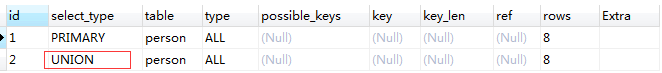 id select_type table type possible_keys key key_len ref rows Extra
1 PRIMARY person ALL (Null) (Null) (Null) (Null) 8
2 UNION person ALL (Null) (Null) (Null) (Null) 8